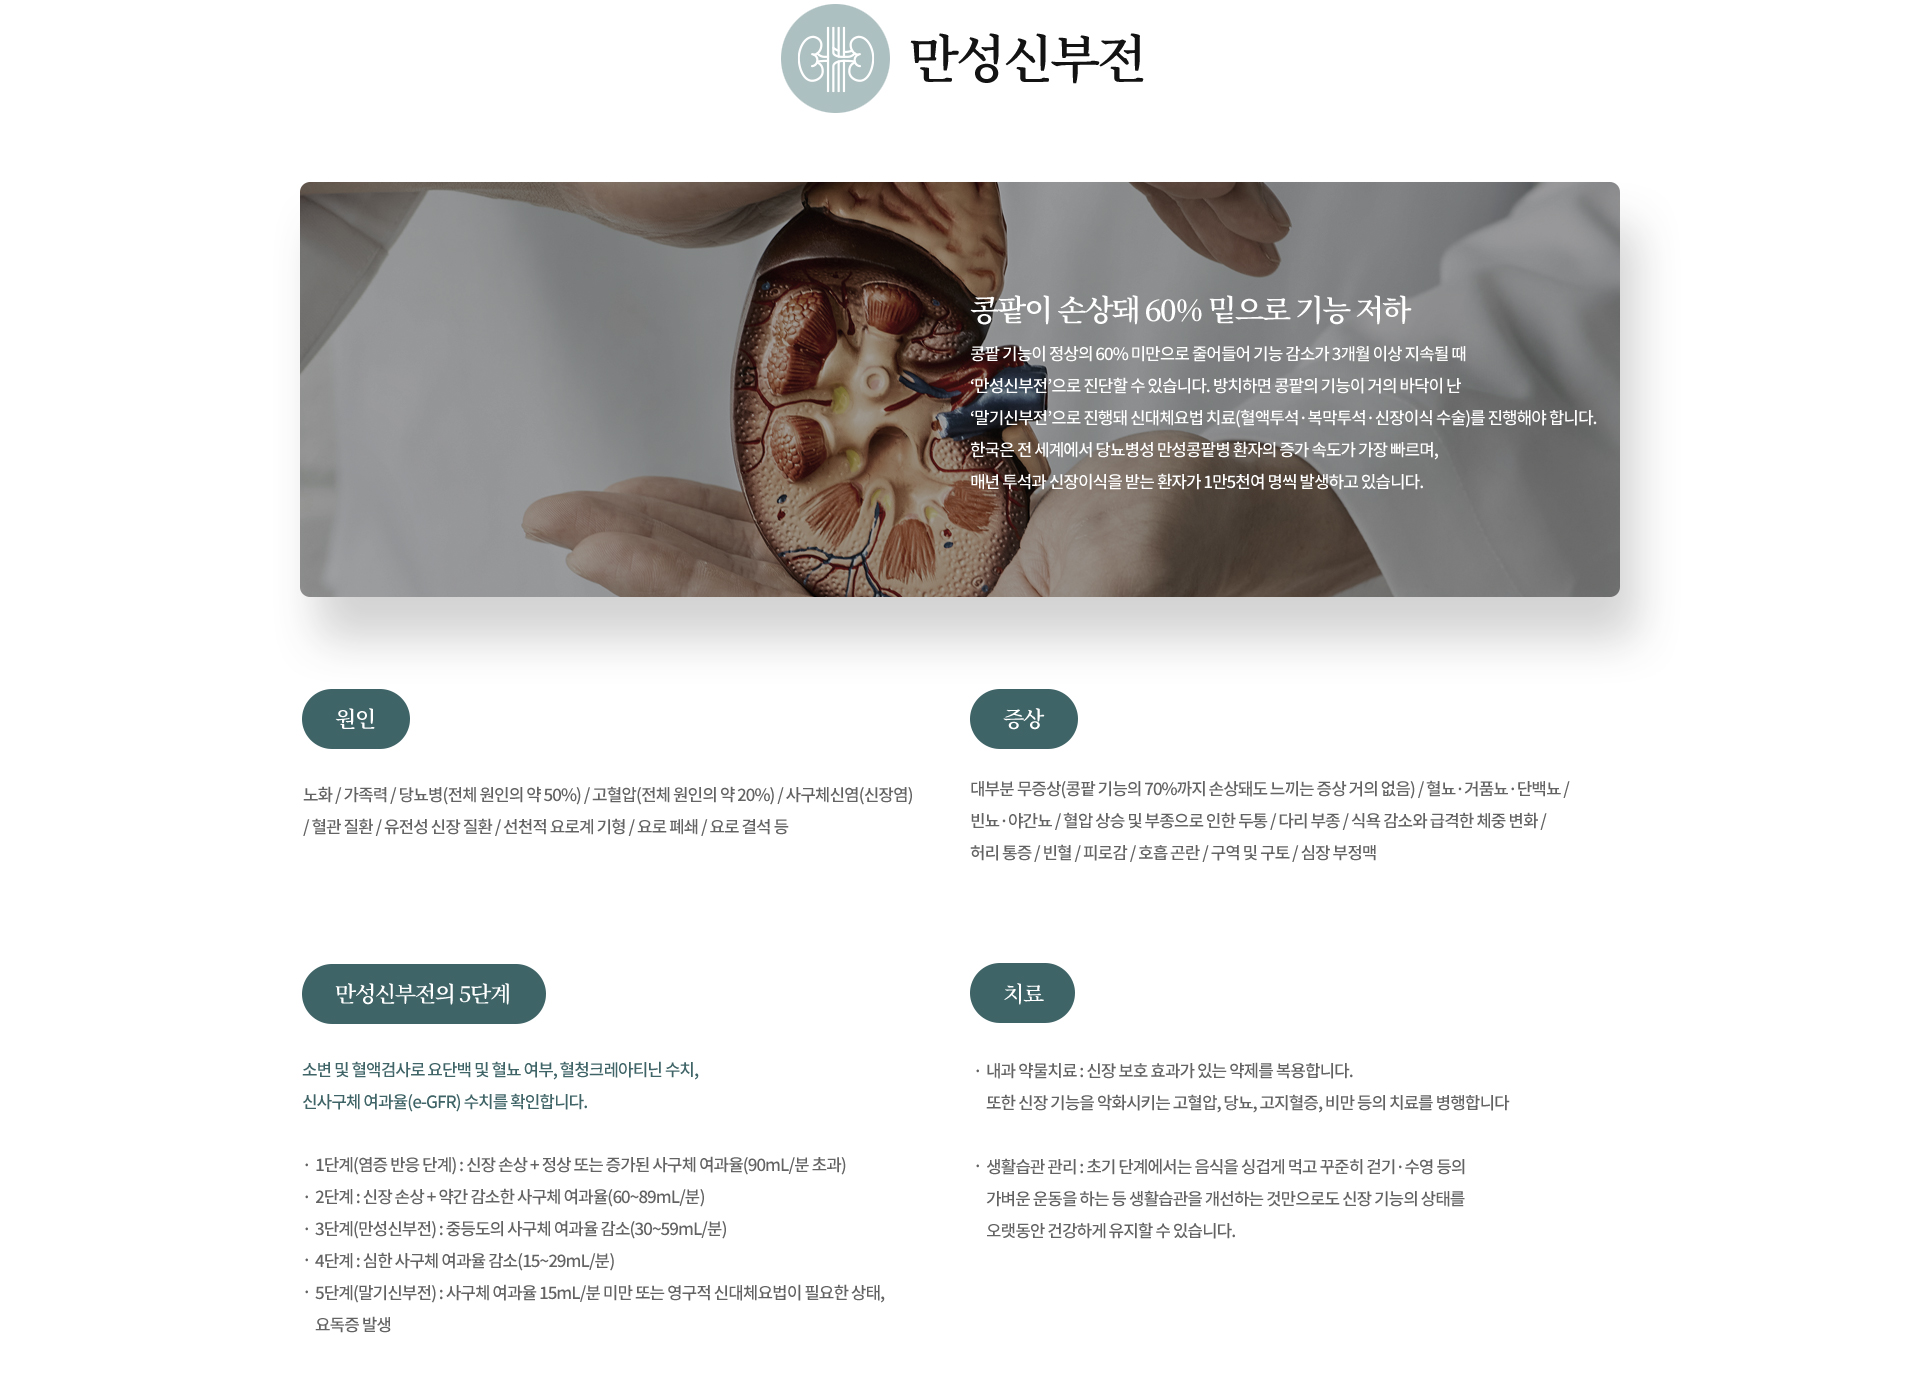 만성신부전
콩팥이 손상돼 60% 밑으로 기능 저하
콩팥 기능이 정상의 60% 미만으로 줄어들어 기능 감소가 3개월 이상 지속될 때
‘만성신부전’으로 진단할 수 있습니다. 방치하면 콩팥의 기능이 거의 바닥이 난
‘말기신부전’으로 진행돼 신대체요법 치료(혈액투석·복막투석·신장이식 수술)를 진행해야 합니다.
한국은 전 세계에서 당뇨병성 만성콩팥병 환자의 증가 속도가 가장 빠르며,
매년 투석과 신장이식을 받는 환자가 1만5천여 명씩 발생하고 있습니다.
원인
노화 / 가족력 / 당뇨병(전체 원인의 약 50%) / 고혈압(전체 원인의 약 20%) / 사구체신염(신장염)
/ 혈관 질환 / 유전성 신장 질환 / 선천적 요로계 기형 / 요로 폐쇄 / 요로 결석 등
증상
대부분 무증상(콩팥 기능의 70%까지 손상돼도 느끼는 증상 거의 없음) / 혈뇨·거품뇨·단백뇨 /
빈뇨·야간뇨 / 혈압 상승 및 부종으로 인한 두통 / 다리 부종 / 식욕 감소와 급격한 체중 변화 /
허리 통증 / 빈혈 / 피로감 / 호흡 곤란 / 구역 및 구토 / 심장 부정맥
만성신부전의 5단계
소변 및 혈액검사로 요단백 및 혈뇨 여부, 혈청크레아티닌 수치,
신사구체 여과율(e-GFR) 수치를 확인합니다.
· 1단계(염증 반응 단계) : 신장 손상 + 정상 또는 증가된 사구체 여과율(90mL/분 초과)
· 2단계 : 신장 손상 + 약간 감소한 사구체 여과율(60~89mL/분)
· 3단계(만성신부전) : 중등도의 사구체 여과율 감소(30~59mL/분)
· 4단계 : 심한 사구체 여과율 감소(15~29mL/분)
· 5단계(말기신부전) : 사구체 여과율 15mL/분 미만 또는 영구적 신대체요법이 필요한 상태,
요독증 발생
치료
· 내과 약물치료 : 신장 보호 효과가 있는 약제를 복용합니다.
또한 신장 기능을 악화시키는 고혈압, 당뇨, 고지혈증, 비만 등의 치료를 병행합니다
· 생활습관 관리 : 초기 단계에서는 음식을 싱겁게 먹고 꾸준히 걷기·수영 등의
가벼운 운동을 하는 등 생활습관을 개선하는 것만으로도 신장 기능의 상태를
오랫동안 건강하게 유지할 수 있습니다.